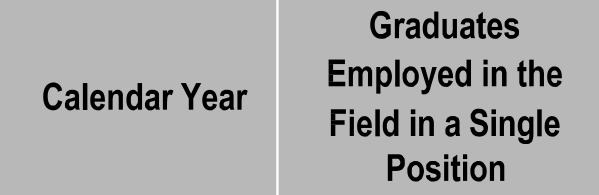 Calendar Year
Graduates
Employed in the
Field in a Single
Position